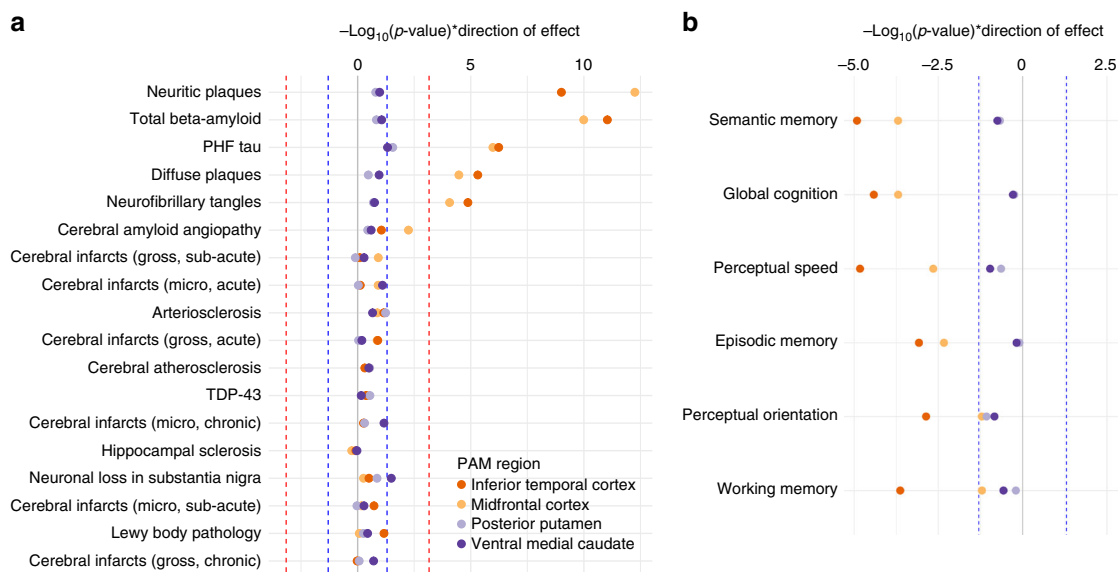 a
–Log10(p-value)*direction of effect
0 5 10
Neuritic plaques
Total beta-amyloid
PHF tau
Diffuse plaques
Neurofibrillary tangles
Cerebral amyloid angiopathy
Cerebral infarcts (gross, sub-acute)
Cerebral infarcts (micro, acute)
Arteriosclerosis
Cerebral infarcts (gross, acute)
Cerebral atherosclerosis
TDP-43
Cerebral infarcts (micro, chronic)
Hippocampal sclerosis
Neuronal loss in substantia nigra
Cerebral infarcts (micro, sub-acute)
Lewy body pathology
Cerebral infarcts (gross, chronic)
PAM region
Inferior temporal cortex
Midfrontal cortex
Posterior putamen
Ventral medial caudate
b
–Log10(p-value)*direction of effect
–5.0 –2.5 0 2.5
Semantic memory
Global cognition
Perceptual speed
Episodic memory
Perceptual orientation
Working memory